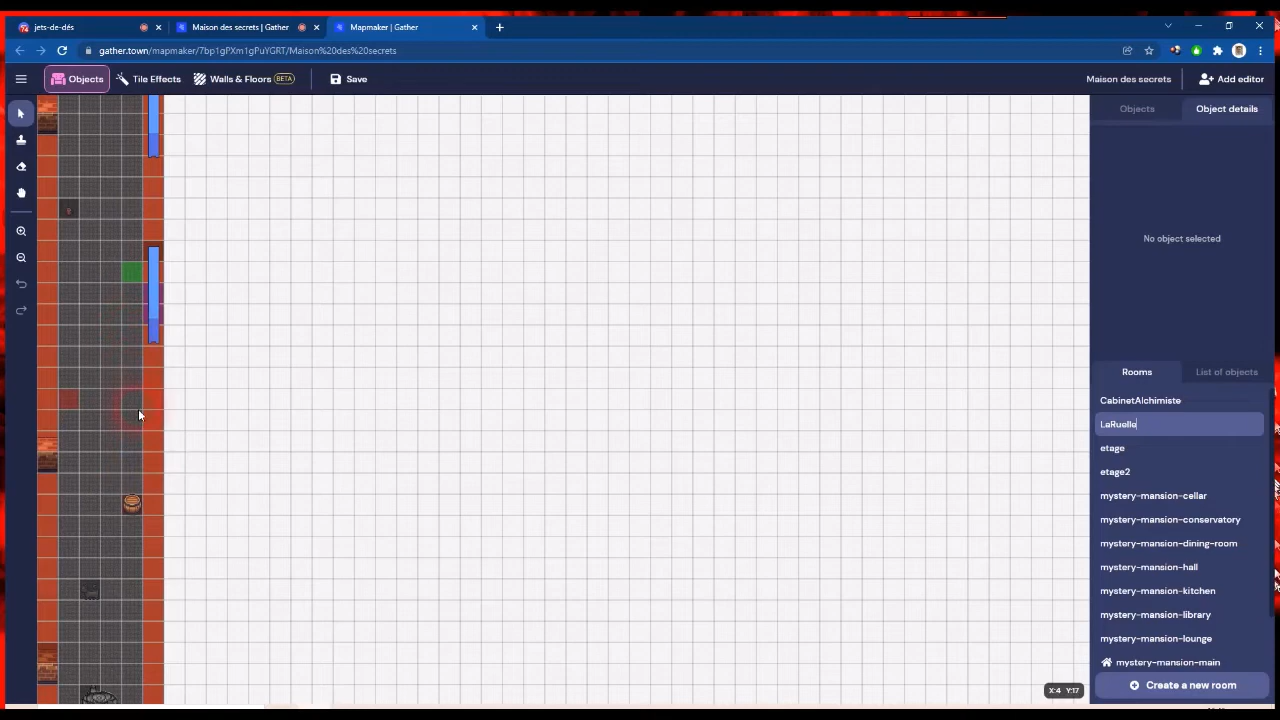 jets-de-dés
Maison des secrets | Gather
Mapmaker | Gather
gather.town/mapmaker/7bp1gPXm1gPuYGRT/Maison%20des%20secrets
Objects
Tile Effects
Walls & Floors BETA
Save
Maison des secrets
Add editor
Objects
Object details
No object selected
Rooms
List of objects
CabinetAlchimiste
LaRuelle
etage
etage2
mystery-mansion-cellar
mystery-mansion-conservatory
mystery-mansion-dining-room
mystery-mansion-hall
mystery-mansion-kitchen
mystery-mansion-library
mystery-mansion-lounge
mystery-mansion-main
X:4 Y:17
Create a new room